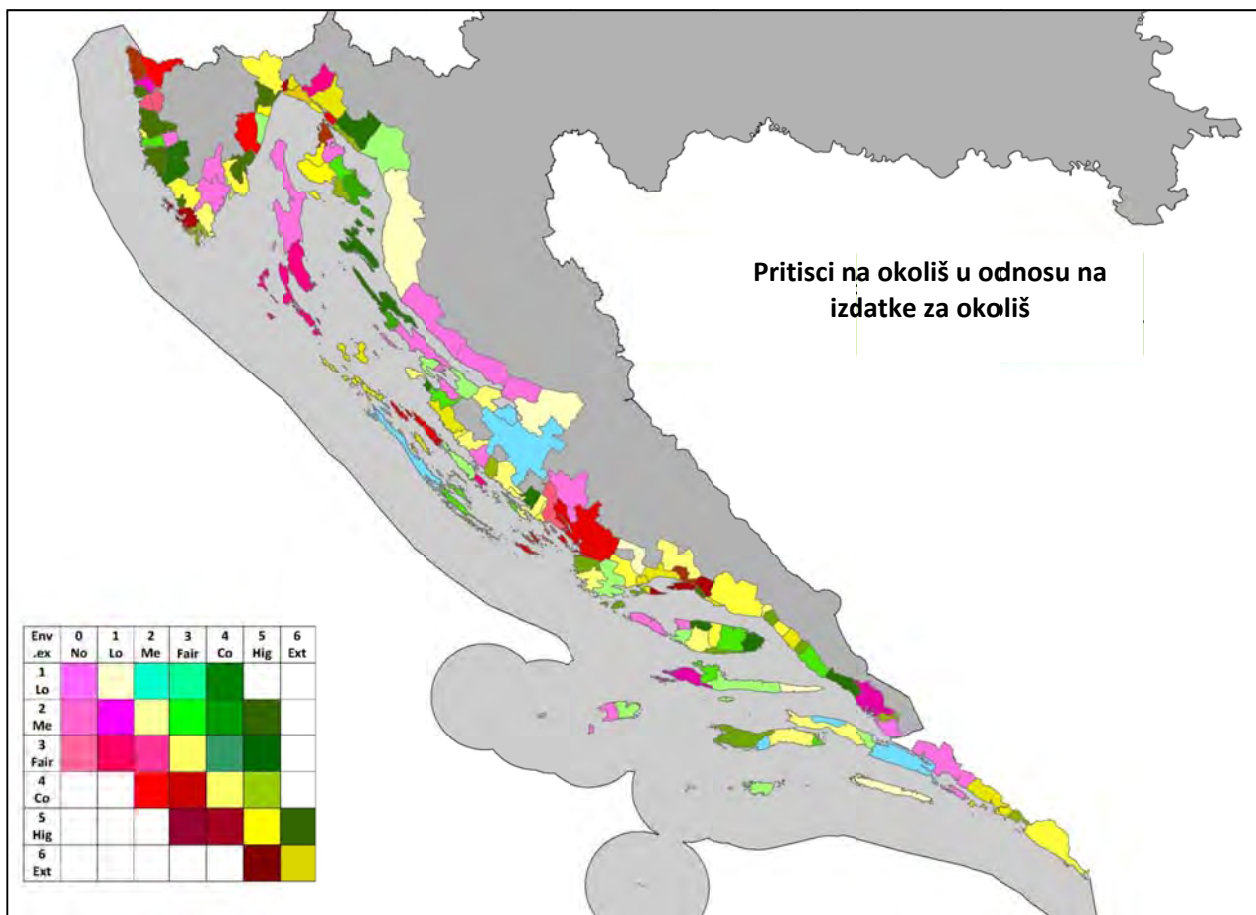 Pritisci na okoliš u odnosu na
izdatke za okoliš
Env .ex 0 No 1 Lo 2 Me 3 Fair 4 Co 5 Hig 6 Ext
1 Lo
2 Me
3 Fair
4 Co
5 Hig
6 Ext